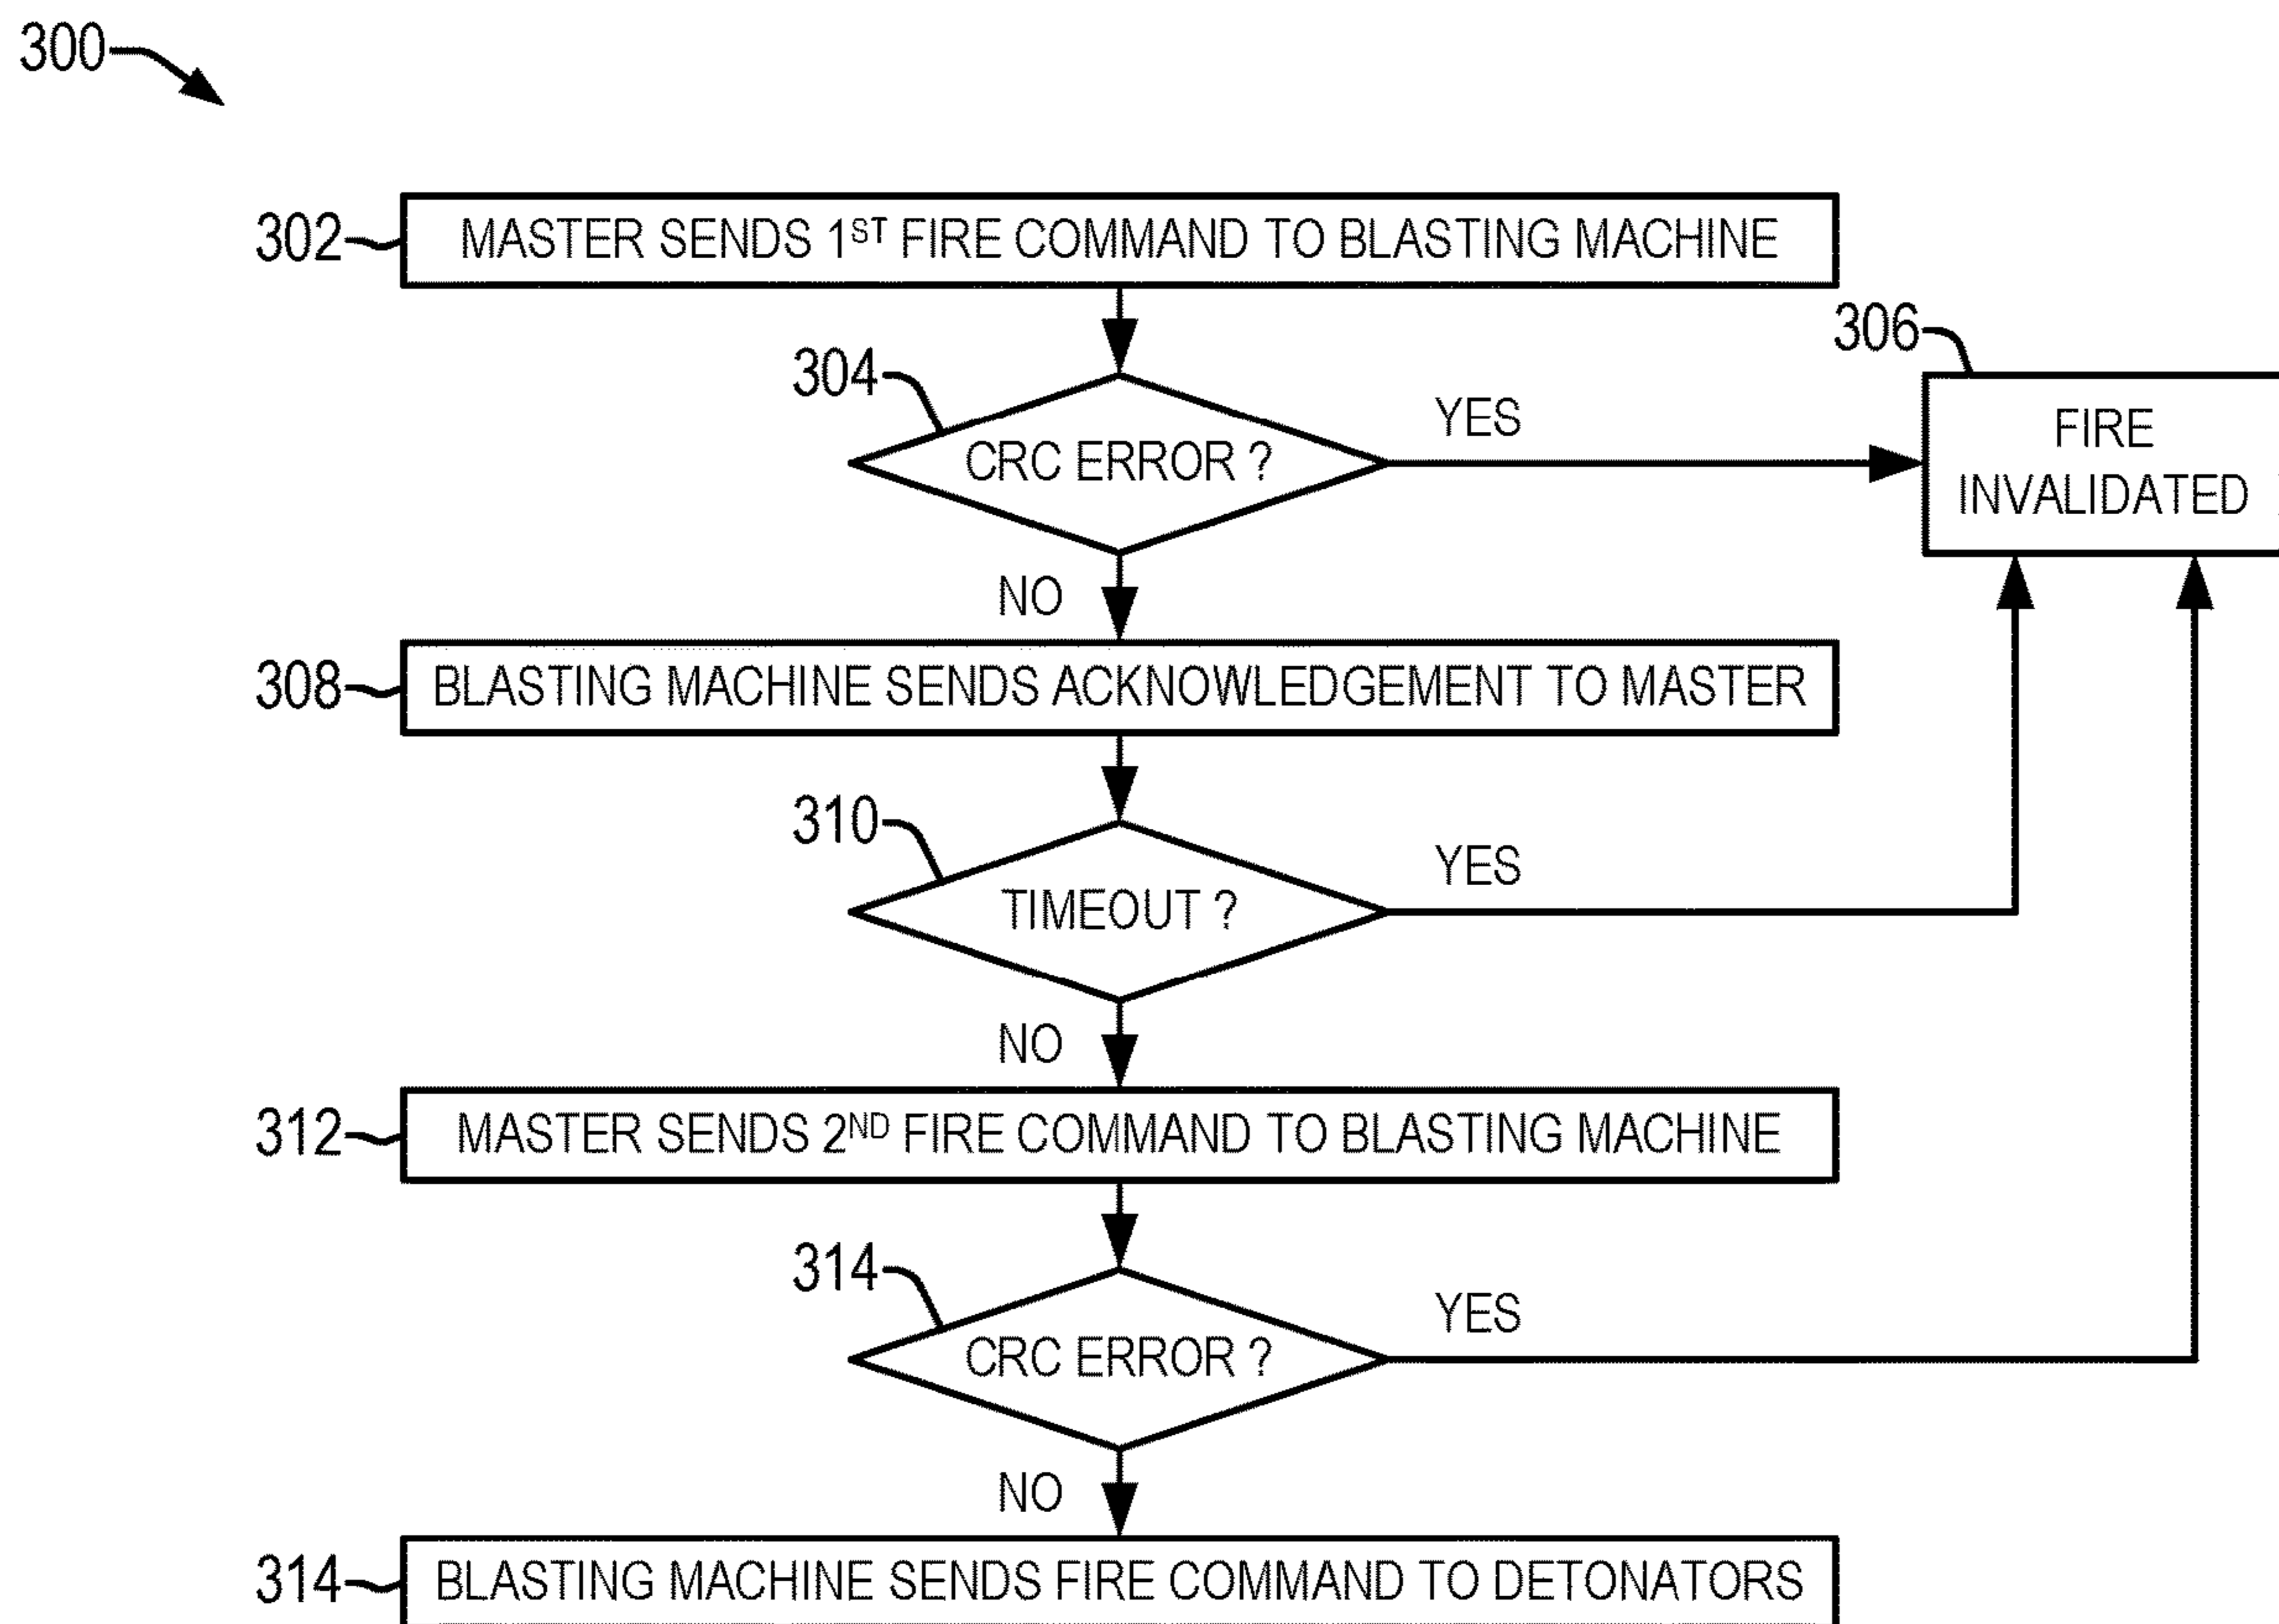 300
302
MASTER SENDS 1ST FIRE COMMAND TO BLASTING MACHINE
304
CRC ERROR ?
YES
306
FIRE
INVALIDATED
NO
308
BLASTING MACHINE SENDS ACKNOWLEDGEMENT TO MASTER
310
TIMEOUT ?
YES
NO
312
MASTER SENDS 2ND FIRE COMMAND TO BLASTING MACHINE
314
CRC ERROR ?
YES
NO
314
BLASTING MACHINE SENDS FIRE COMMAND TO DETONATORS